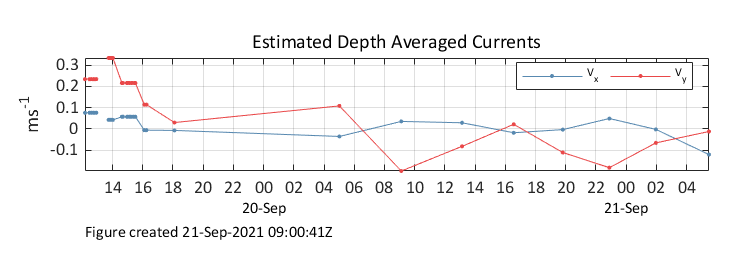 Estimated Depth Averaged Currents
ms-1
0.3
0.2
0.1
0
-0.1
Vx Vy
14 16 18 20 22 00 02 04 06 08 10 12 14 16 18 20 22 00 02 04
20-Sep 21-Sep
Figure created 21-Sep-2021 09:00:41Z